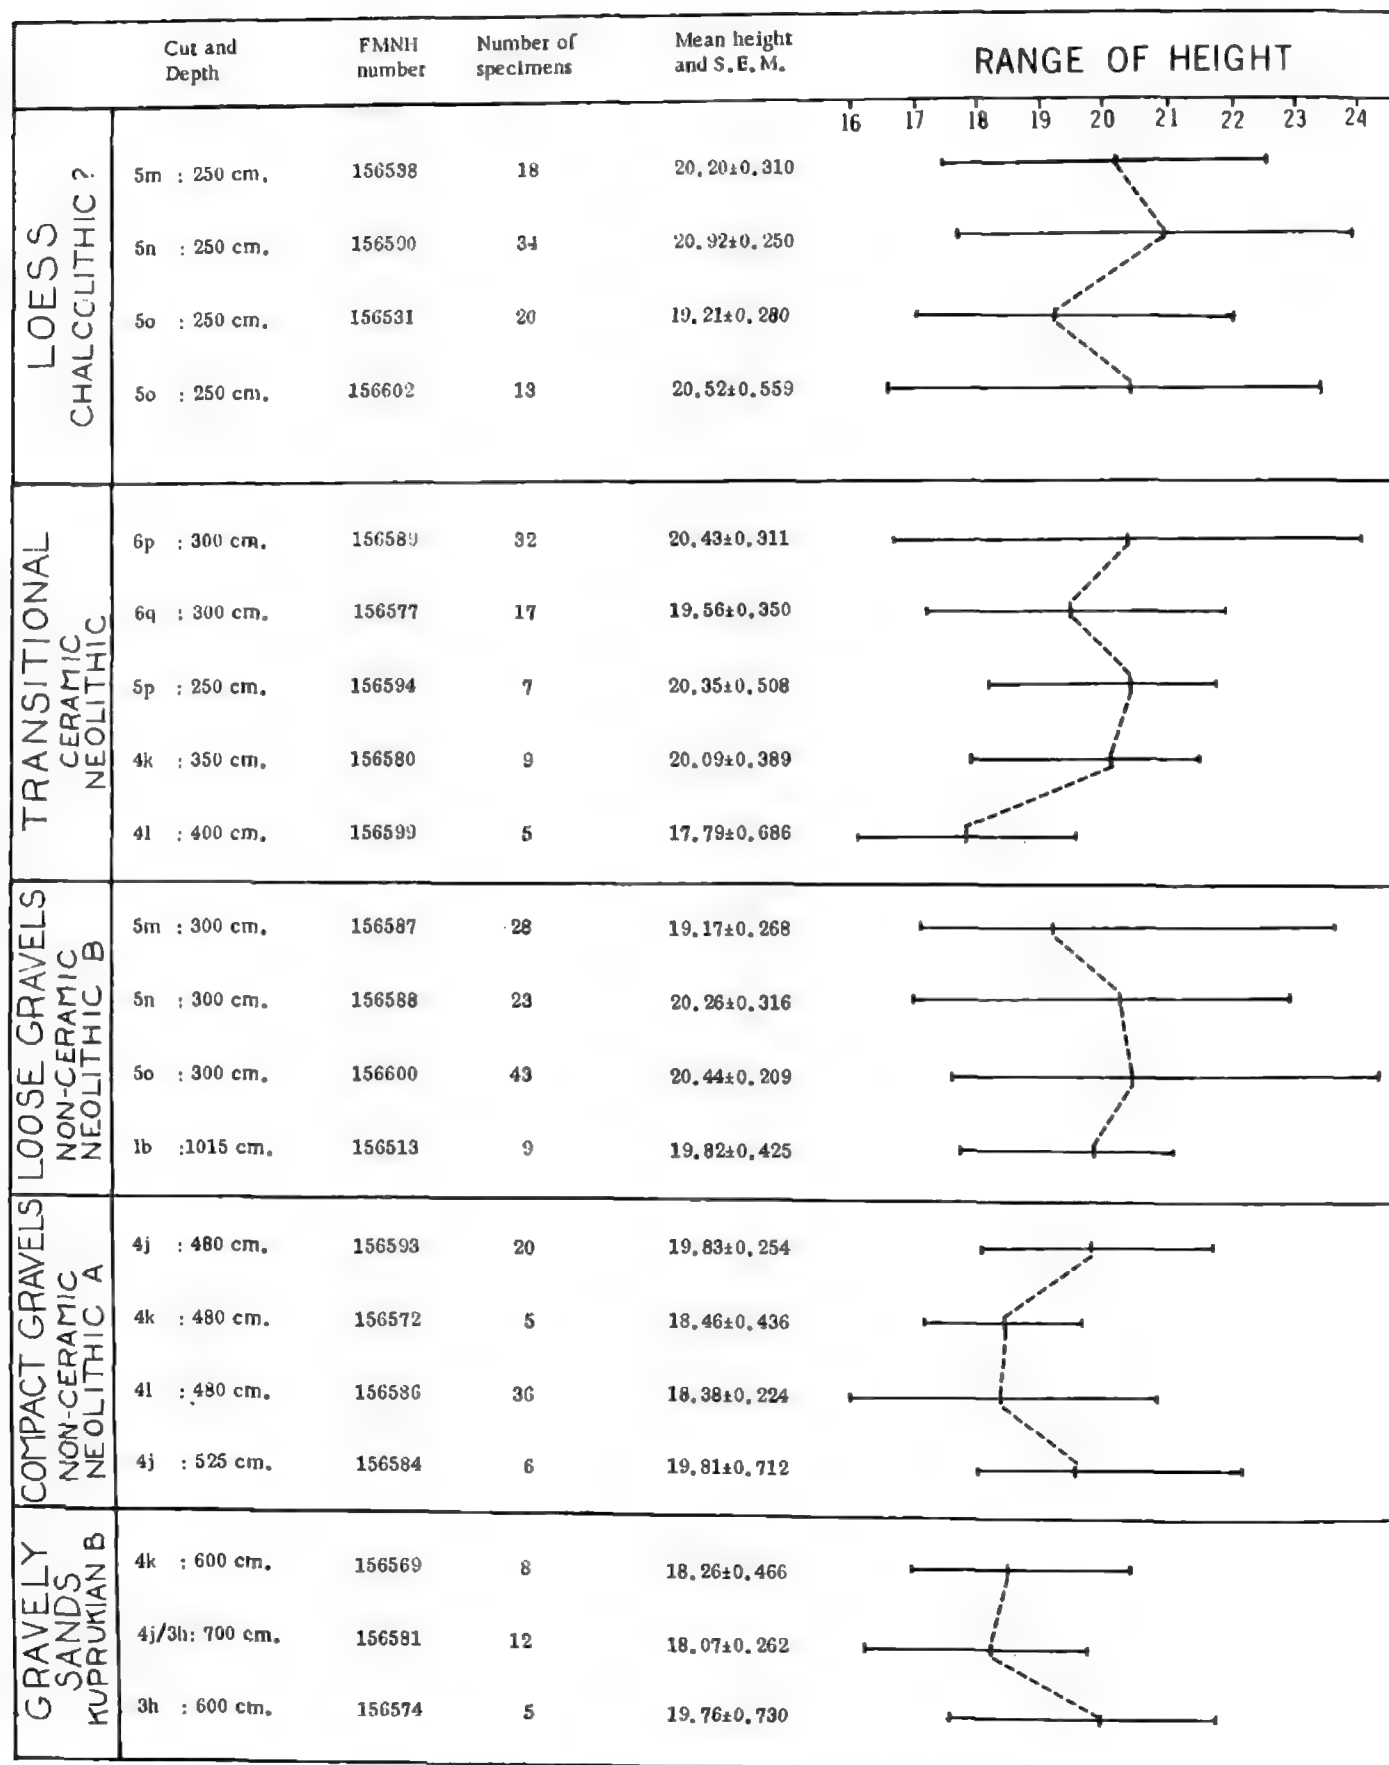 Cut and Depth FMNH number Number of specimens Mean height and S.E.M. RANGE OF HEIGHT
16 17 18 19 20 21 22 23 24
LOESS
CHALCOLITHIC ?
5m : 250 cm. 156598 18 20.20±0.310
5n : 250 cm. 156590 34 20.92±0.250
5o : 250 cm. 156531 20 19.21±0.280
5o : 250 cm. 156602 13 20.52±0.559
TRANSITIONAL
CERAMIC
NEOLITHIC
6p : 300 cm. 156589 32 20.43±0.311
6q : 300 cm. 156577 17 19.56±0.350
5p : 250 cm. 156594 7 20.35±0.508
4k : 350 cm. 156580 9 20.09±0.389
4l : 400 cm. 156599 5 17.79±0.686
LOOSE GRAVELS
NON-CERAMIC
NEOLITHIC B
5m : 300 cm. 156587 28 19.17±0.268
5n : 300 cm. 156588 23 20.26±0.316
5o : 300 cm. 156600 43 20.44±0.209
1b :1015 cm. 156513 9 19.82±0.425
COMPACT GRAVELS
NON-CERAMIC
NEOLITHIC A
4j : 480 cm. 156593 20 19.83±0.254
4k : 480 cm. 156572 5 18.46±0.436
4l : 480 cm. 156586 36 18.38±0.224
4j : 525 cm. 156584 6 19.81±0.712
GRAVELY
SANDS
KUPRUKIAN B
4k : 600 cm. 156569 8 18.26±0.466
4j/3h: 700 cm. 156581 12 18.07±0.262
3h : 600 cm. 156574 5 19.76±0.730